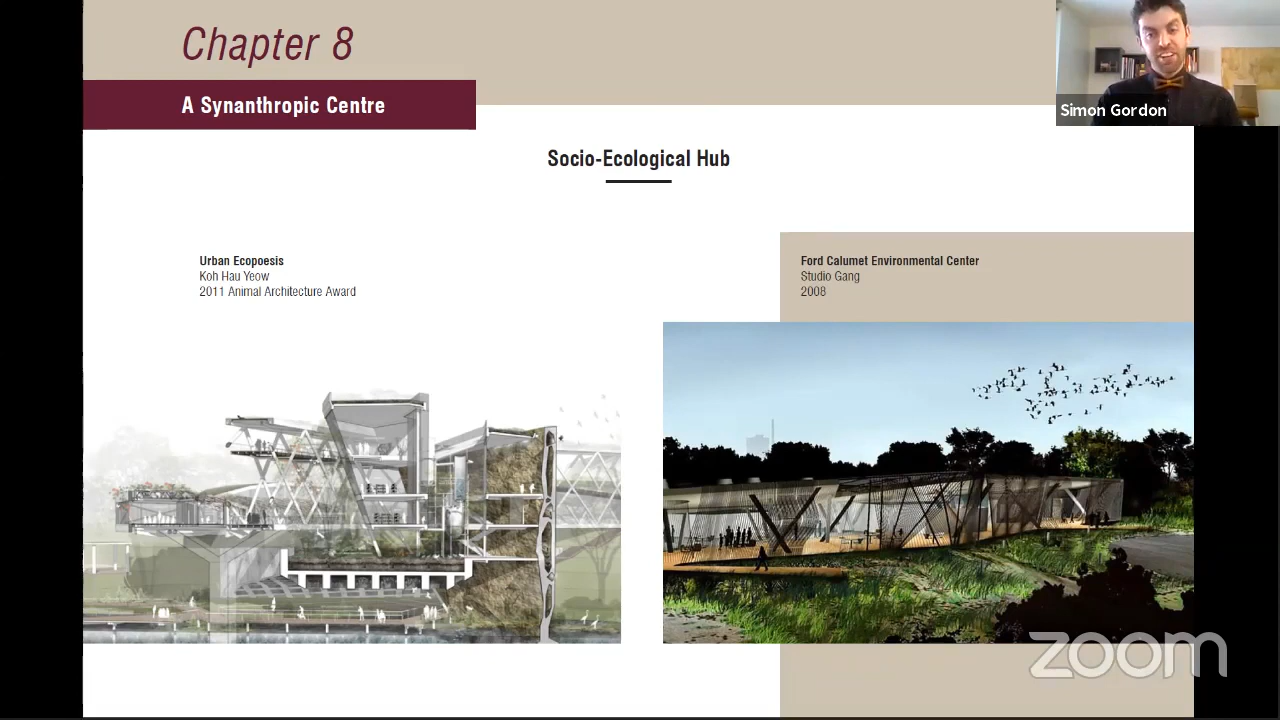 Chapter 8
A Synanthropic Centre
Simon Gordon
Socio-Ecological Hub
Urban Ecopoesis
Koh Hau Yeow
2011 Animal Architecture Award
Ford Calumet Environmental Center
Studio Gang
2008
zoom